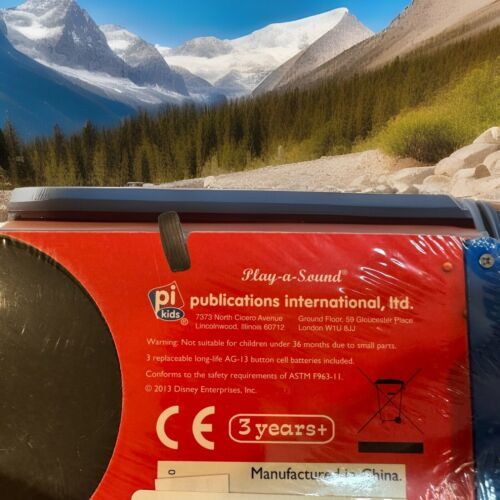 Play-a-Sound®
pi kids®
publications international, ltd.
7373 North Cicero Avenue
Lincolnwood, Illinois 60712
Ground Floor, 59 Gloucester Place
London W1U 8JJ
Warning: Not suitable for children under 36 months due to small parts.
3 replaceable long-life AG-13 button cell batteries included.
Conforms to the safety requirements of ASTM F963-11.
© 2013 Disney Enterprises, Inc.
CE
3 years+
Manufactured in China.